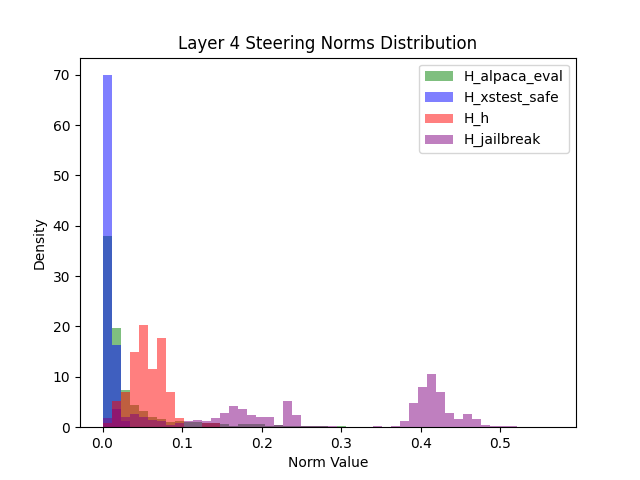 Layer 4 Steering Norms Distribution
H_alpaca_eval
H_xstest_safe
H_h
H_jailbreak
Density
70
60
50
40
30
20
10
0
0.0 0.1 0.2 0.3 0.4 0.5
Norm Value